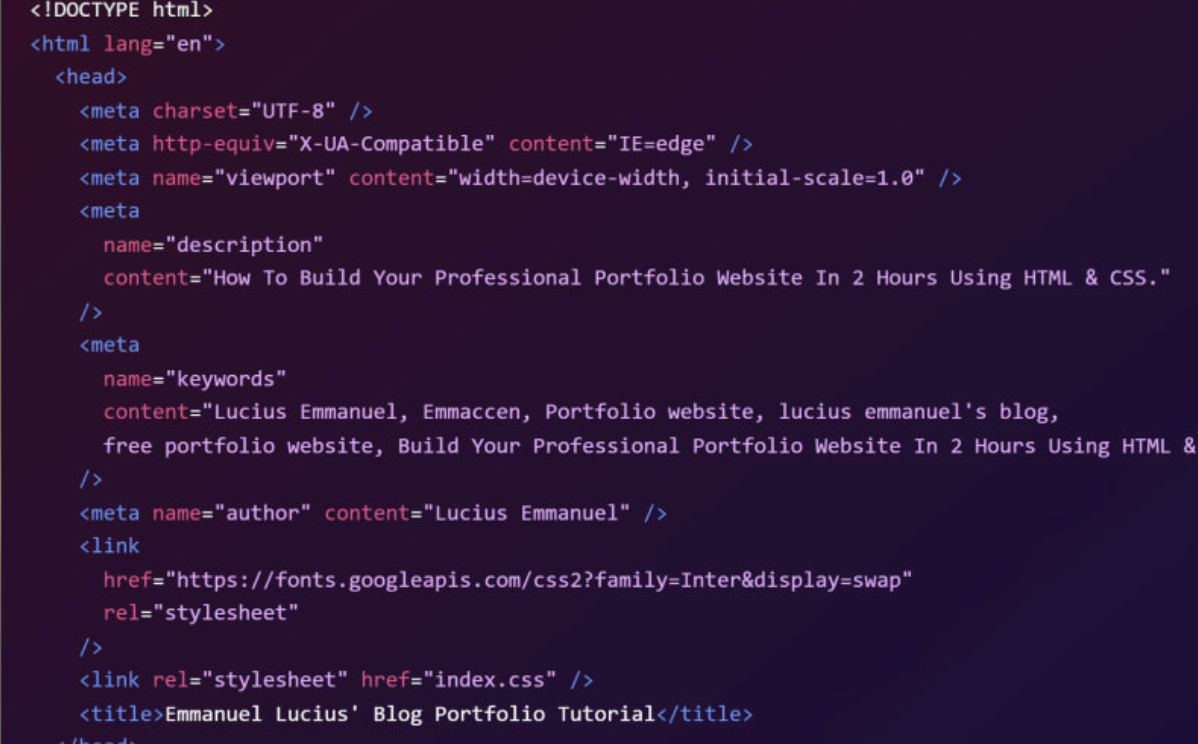 <!DOCTYPE html>
<html lang="en">
<head>
<meta charset="UTF-8" />
<meta http-equiv="X-UA-Compatible" content="IE=edge" />
<meta name="viewport" content="width=device-width, initial-scale=1.0" />
<meta
name="description"
content="How To Build Your Professional Portfolio Website In 2 Hours Using HTML & CSS."
/>
<meta
name="keywords"
content="Lucius Emmanuel, Emmaccen, Portfolio website, lucius emmanuel's blog,
free portfolio website, Build Your Professional Portfolio Website In 2 Hours Using HTML &
/>
<meta name="author" content="Lucius Emmanuel" />
<link
href="https://fonts.googleapis.com/css2?family=Inter&display=swap"
rel="stylesheet"
/>
<link rel="stylesheet" href="index.css" />
<title>Emmanuel Lucius' Blog Portfolio Tutorial</title>